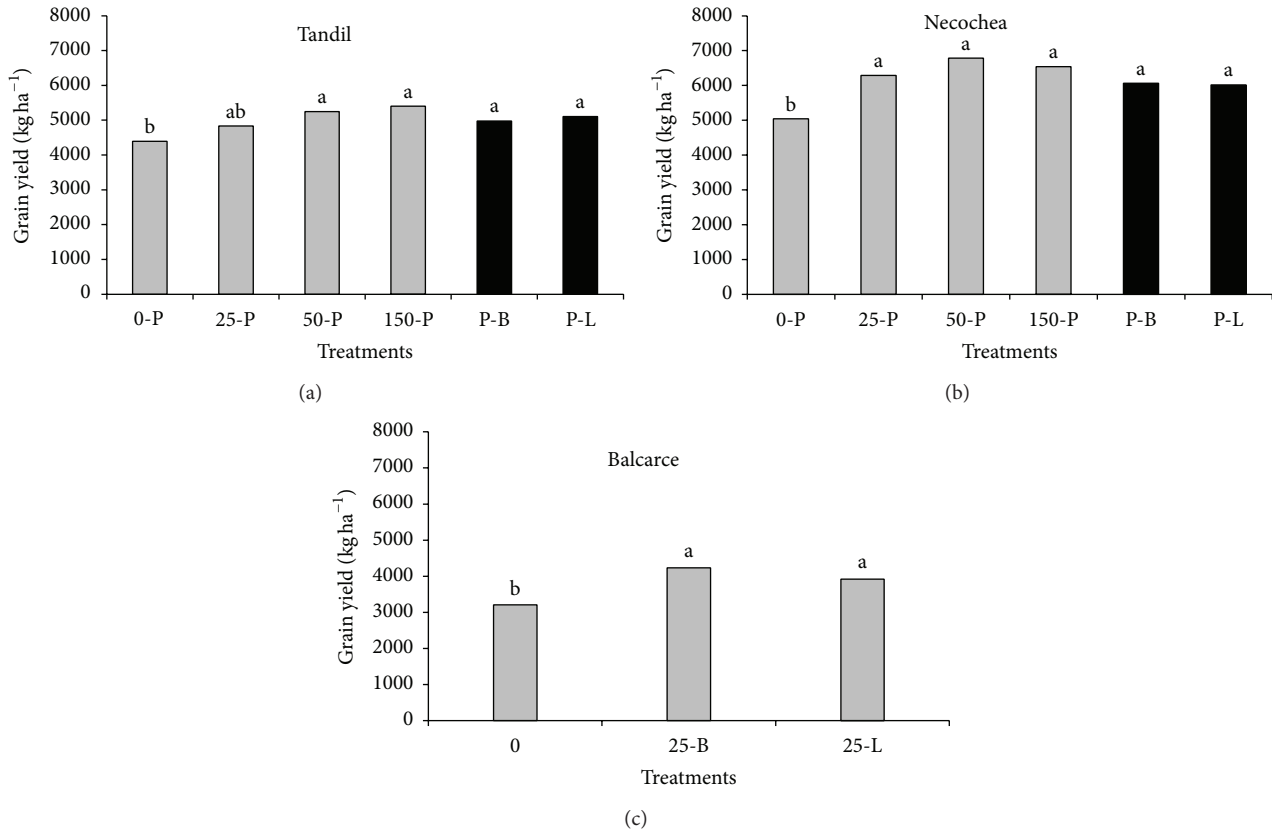 Tandil
Grain yield (kg ha⁻¹)
8000
7000
6000
5000
4000
3000
2000
1000
0
b
ab
a
a
a
a
0-P 25-P 50-P 150-P P-B P-L
Treatments
(a)
Necochea
Grain yield (kg ha⁻¹)
8000
7000
6000
5000
4000
3000
2000
1000
0
b
a
a
a
a
a
0-P 25-P 50-P 150-P P-B P-L
Treatments
(b)
Balcarce
Grain yield (kg ha⁻¹)
8000
7000
6000
5000
4000
3000
2000
1000
0
b
a
a
0 25-B 25-L
Treatments
(c)